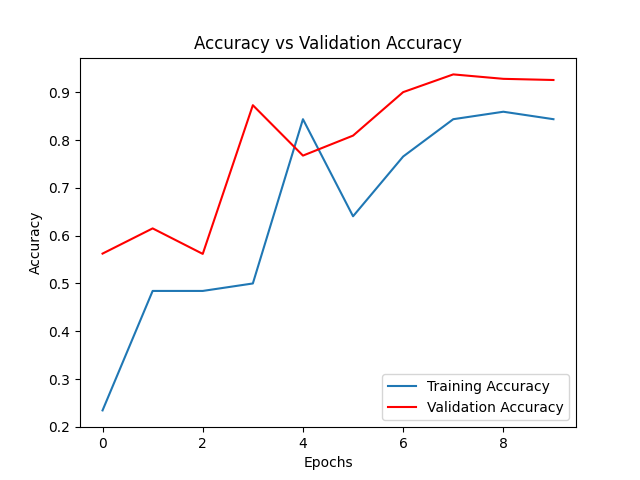 Accuracy vs Validation Accuracy
Accuracy
0.9
0.8
0.7
0.6
0.5
0.4
0.3
0.2
0 2 4 6 8
Epochs
Training Accuracy
Validation Accuracy